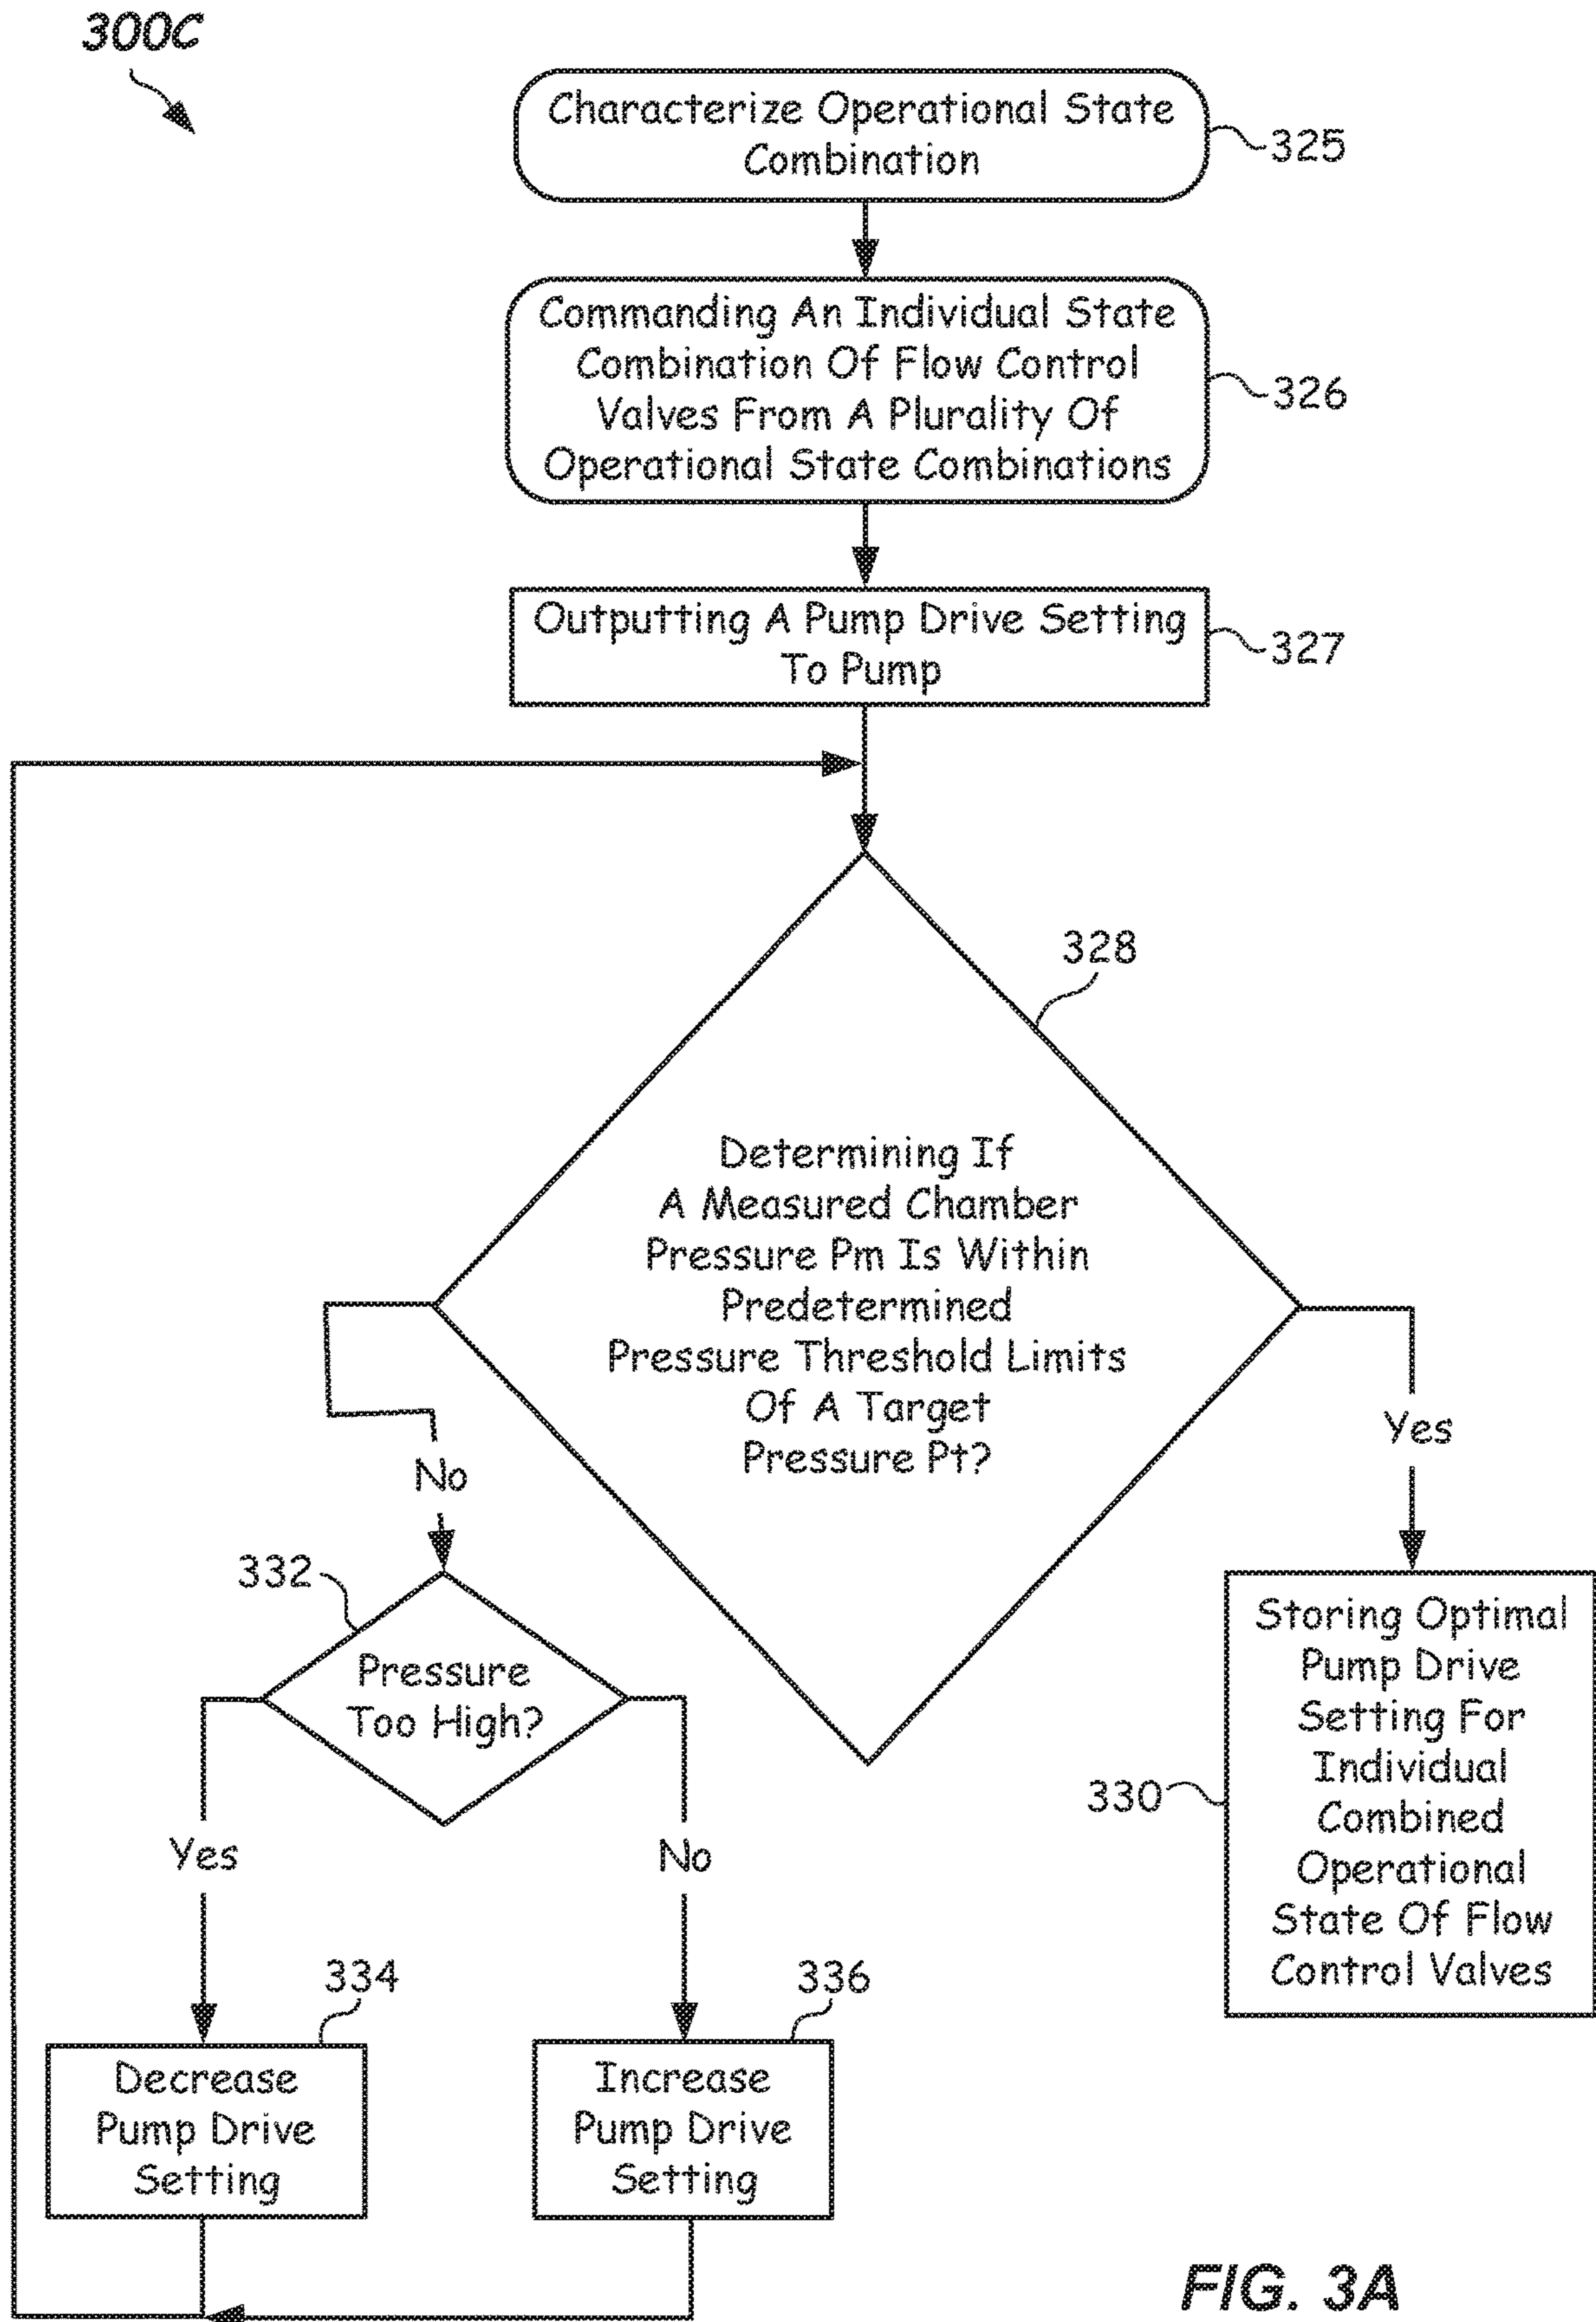 300C
Characterize Operational State
Combination
325
Commanding An Individual State
Combination Of Flow Control
Valves From A Plurality Of
Operational State Combinations
326
Outputting A Pump Drive Setting
To Pump
327
328
Determining If
A Measured Chamber
Pressure Pm Is Within
Predetermined
Pressure Threshold Limits
Of A Target
Pressure Pt?
Yes
No
332
Pressure
Too High?
330
Storing Optimal
Pump Drive
Setting For
Individual
Combined
Operational
State Of Flow
Control Valves
Yes
No
334
Decrease
Pump Drive
Setting
336
Increase
Pump Drive
Setting
FIG. 3A